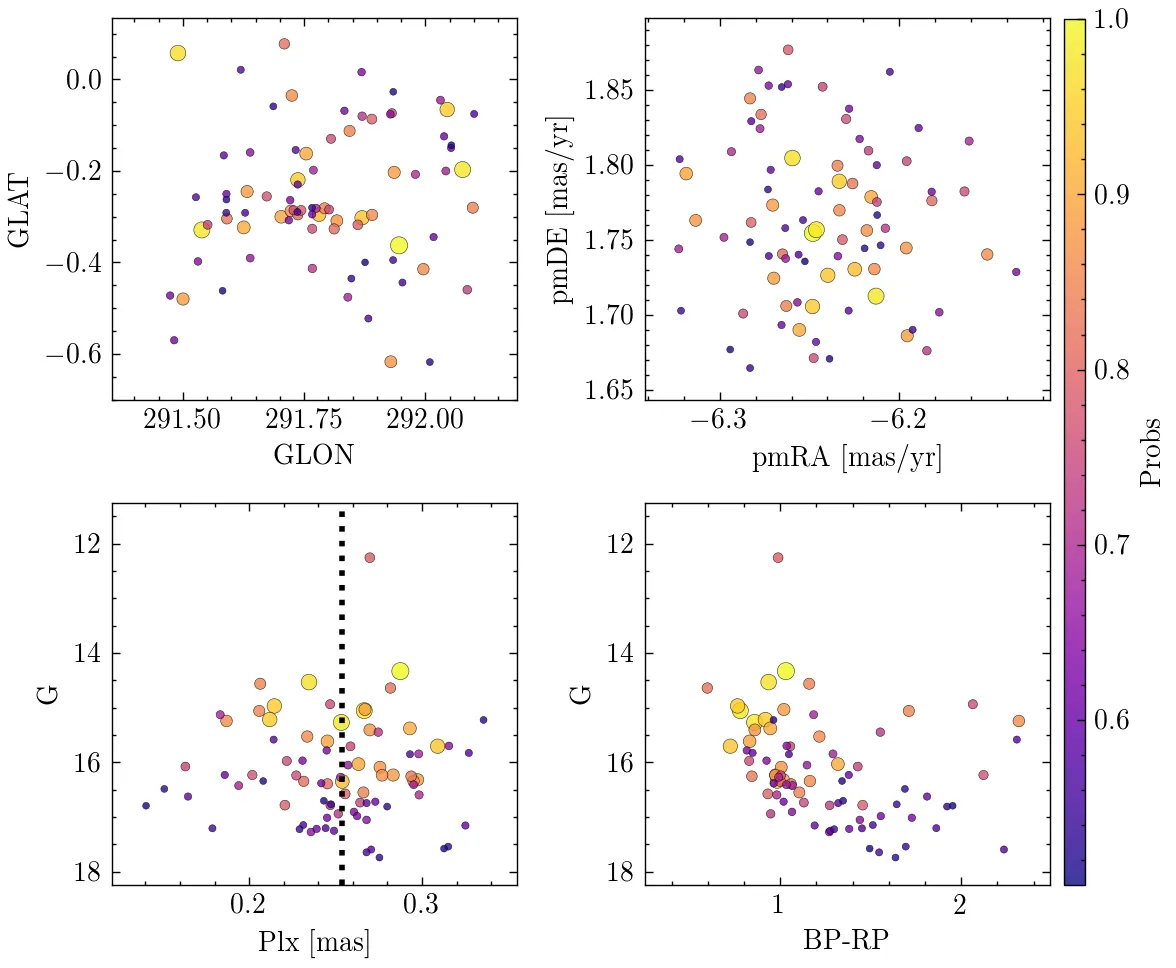 0.0
−0.2
−0.4
−0.6
GLAT
291.50 291.75 292.00
GLON
1.85
1.80
1.75
1.70
1.65
pmDE [mas/yr]
−6.3 −6.2
pmRA [mas/yr]
1.0
0.9
0.8
0.7
0.6
Probs
12
14
16
18
G
0.2 0.3
Plx [mas]
12
14
16
18
G
1 2
BP-RP